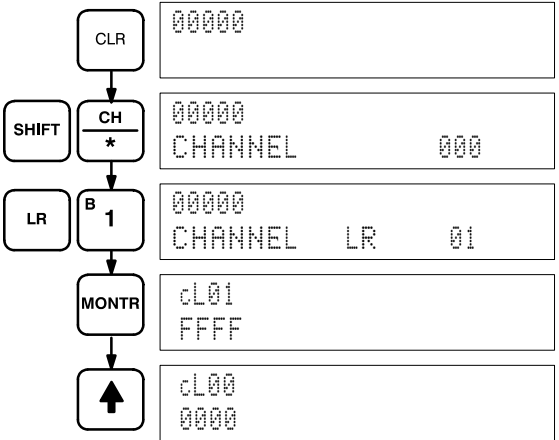 CLR
00000
SHIFT
CH
*
00000
CHANNEL 000
LR
B
1
00000
CHANNEL LR 01
MONTR
cL01
FFFF
cL00
0000